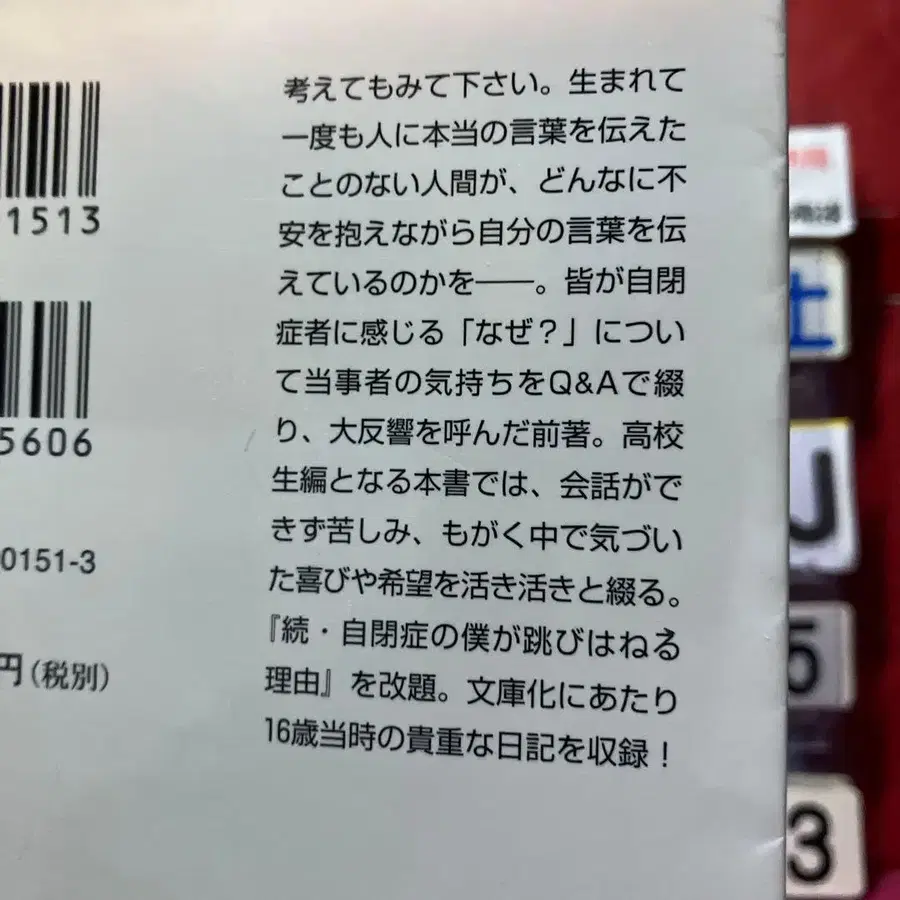 考えてもみて下さい。生まれて
一度も人に本当の言葉を伝えた
ことのない人間が、どんなに不
安を抱えながら自分の言葉を伝
えているのかを——。皆が自閉
症者に感じる「なぜ？」につい
て当事者の気持ちをQ&Aで綴
り、大反響を呼んだ前著。高校
生編となる本書では、会話がで
きず苦しみ、もがく中で気づい
た喜びや希望を活き活きと綴る。
『続・自閉症の僕が跳びはねる
理由』を改題。文庫化にあたり
16歳当時の貴重な日記を収録！
1513
5606
0151-3
円（税別）
土
J
5
3